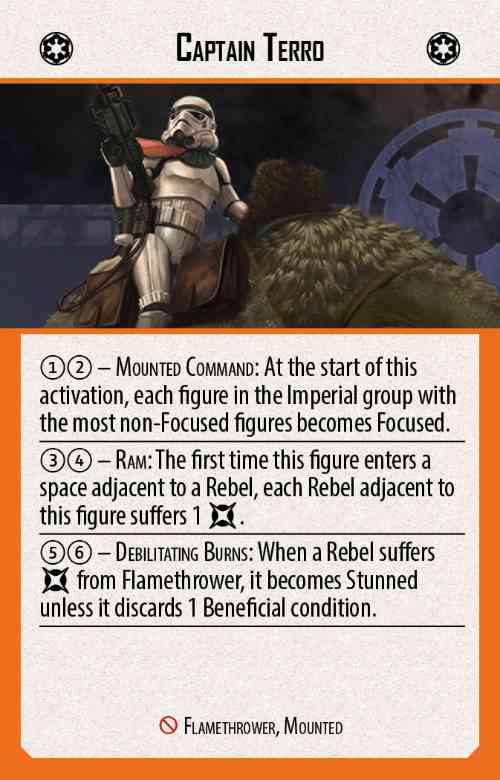 Captain Terro
①② – Mounted Command: At the start of this
activation, each figure in the Imperial group with
the most non-Focused figures becomes Focused.
③④ – Ram: The first time this figure enters a
space adjacent to a Rebel, each Rebel adjacent to
this figure suffers 1 .
⑤⑥ – Debilitating Burns: When a Rebel suffers
from Flamethrower, it becomes Stunned
unless it discards 1 Beneficial condition.
Flamethrower, Mounted